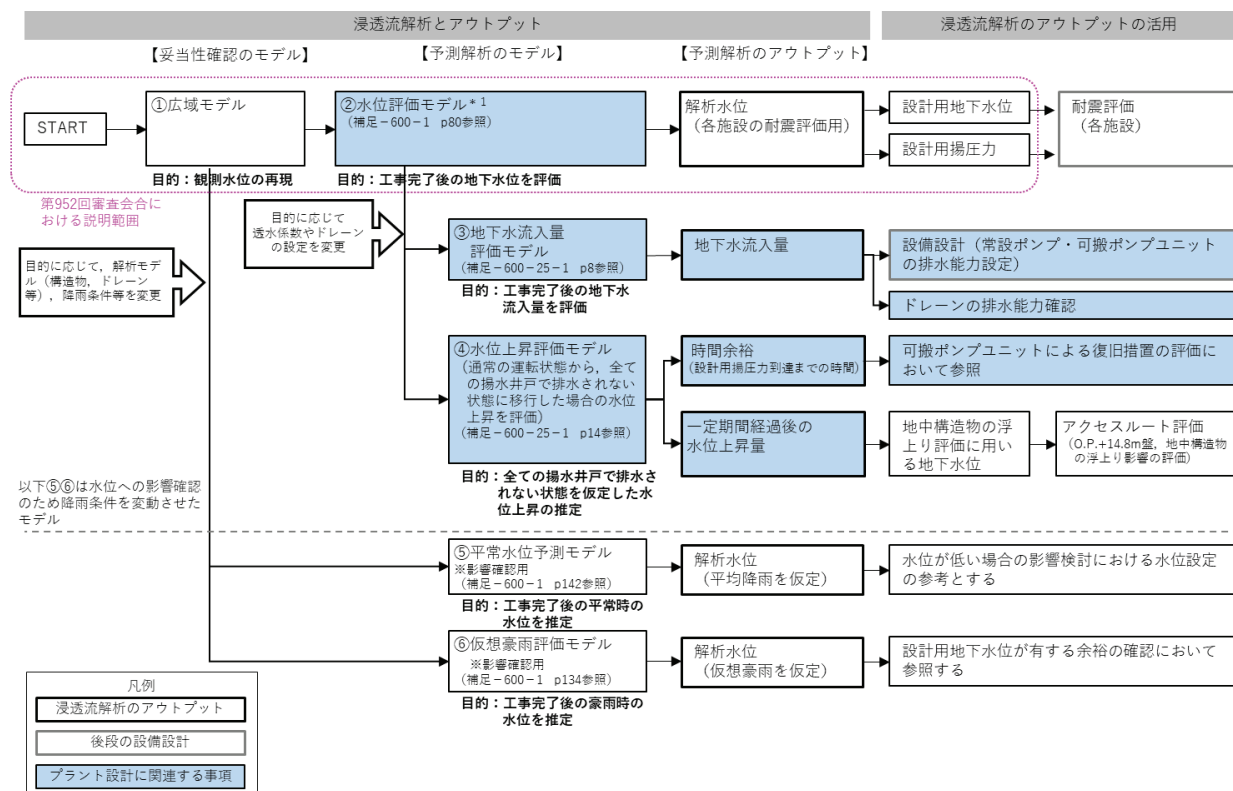 浸透流解析とアウトプット
浸透流解析のアウトプットの活用
【妥当性確認のモデル】
【予測解析のモデル】
【予測解析のアウトプット】
START
①広域モデル
目的：観測水位の再現
②水位評価モデル＊１
(補足－600－1　p80参照)
目的：工事完了後の地下水位を評価
解析水位
(各施設の耐震評価用)
設計用地下水位
設計用揚圧力
耐震評価
(各施設)
第952回審査会合に
おける説明範囲
目的に応じて，解析モデ
ル（構造物，ドレーン
等），降雨条件等を変更
目的に応じて
透水係数やドレーン
の設定を変更
③地下水流入量
評価モデル
(補足－600－25－1　p8参照)
目的：工事完了後の地下水
流入量を評価
地下水流入量
設備設計（常設ポンプ・可搬ポンプユニット
の排水能力設定）
ドレーンの排水能力確認
④水位上昇評価モデル
(通常の運転状態から，全て
の揚水井戸で排水されない
状態に移行した場合の水位
上昇を評価)
(補足－600－25－1　p14参照)
目的：全ての揚水井戸で排水さ
れない状態を仮定した水
位上昇の推定
時間余裕
(設計用揚圧力到達までの時間)
可搬ポンプユニットによる復旧措置の評価に
おいて参照
一定期間経過後の
水位上昇量
地中構造物の浮
上り評価に用い
る地下水位
アクセスルート評価
(O.P.+14.8m盤，地中構造物
の浮上り影響の評価)
以下⑤⑥は水位への影響確認
のため降雨条件を変動させた
モデル
⑤平常水位予測モデル
※影響確認用
(補足－600－1　p142参照)
目的：工事完了後の平常時の
水位を推定
解析水位
(平均降雨を仮定)
水位が低い場合の影響検討における水位設定
の参考とする
⑥仮想豪雨評価モデル
※影響確認用
(補足－600－1　p134参照)
目的：工事完了後の豪雨時の
水位を推定
解析水位
(仮想豪雨を仮定)
設計用地下水位が有する余裕の確認において
参照する
凡例
浸透流解析のアウトプット
後段の設備設計
プラント設計に関連する事項